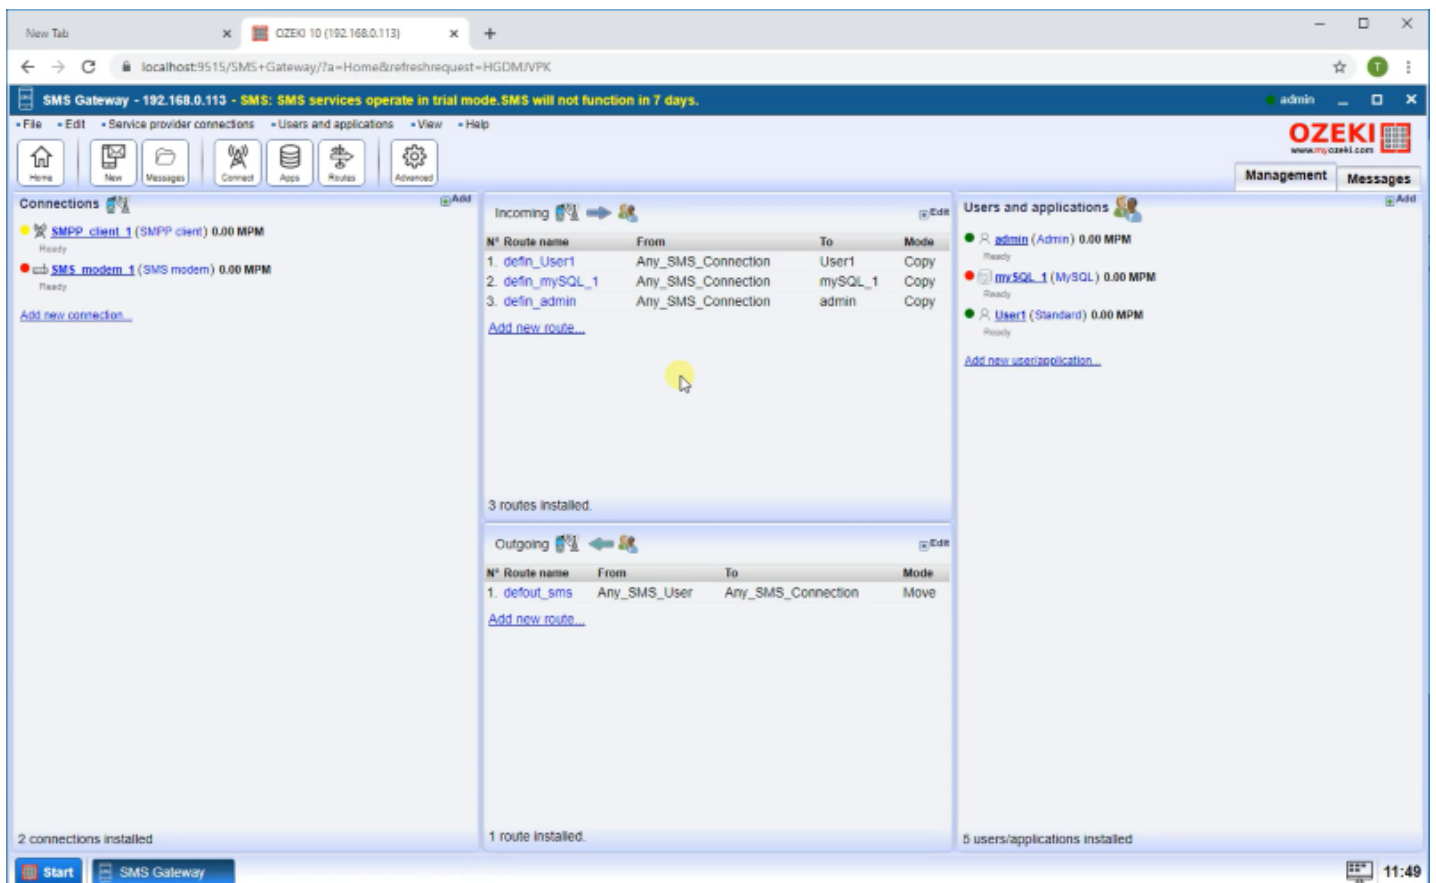 New Tab
OZEKI 10 (192.168.0.113)
localhost:9515/SMS+Gateway/?a=Home&refreshrequest=HGDMJVPK
T
SMS Gateway - 192.168.0.113 - SMS: SMS services operate in trial mode.SMS will not function in 7 days.
admin
File Edit Service provider connections Users and applications View Help
OZEKI
www.myozeki.com
Home New Messages Connect Apps Routes Advanced
Management Messages
Connections Add
SMPP_client_1 (SMPP client) 0.00 MPM
Ready
SMS_modem_1 (SMS modem) 0.00 MPM
Ready
Add new connection...
2 connections installed
Incoming Edit
N° Route name From To Mode
1. defin_User1 Any_SMS_Connection User1 Copy
2. defin_mySQL_1 Any_SMS_Connection mySQL_1 Copy
3. defin_admin Any_SMS_Connection admin Copy
Add new route...
3 routes installed.
Outgoing Edit
N° Route name From To Mode
1. defout_sms Any_SMS_User Any_SMS_Connection Move
Add new route...
1 route installed.
Users and applications Add
admin (Admin) 0.00 MPM
Ready
mySQL_1 (MySQL) 0.00 MPM
Ready
User1 (Standard) 0.00 MPM
Ready
Add new user/application...
5 users/applications installed
Start SMS Gateway 11:49